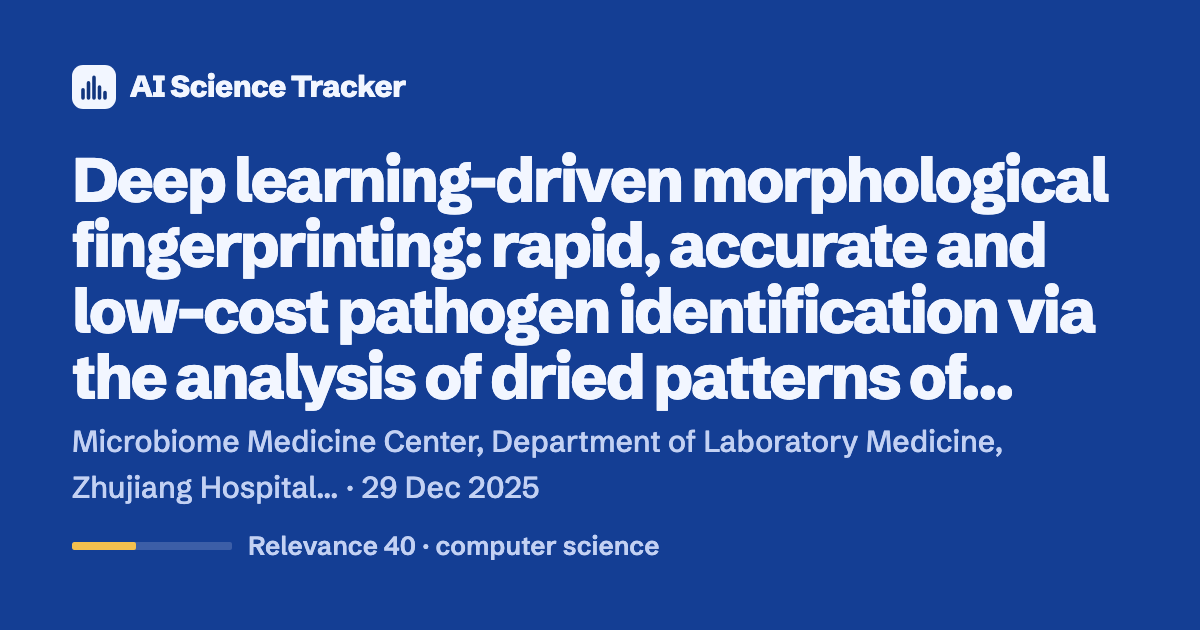 AI Science Tracker
Deep learning-driven morphological
fingerprinting: rapid, accurate and
low-cost pathogen identification via
the analysis of dried patterns of...
Microbiome Medicine Center, Department of Laboratory Medicine,
Zhujiang Hospital... · 29 Dec 2025
Relevance 40 · computer science